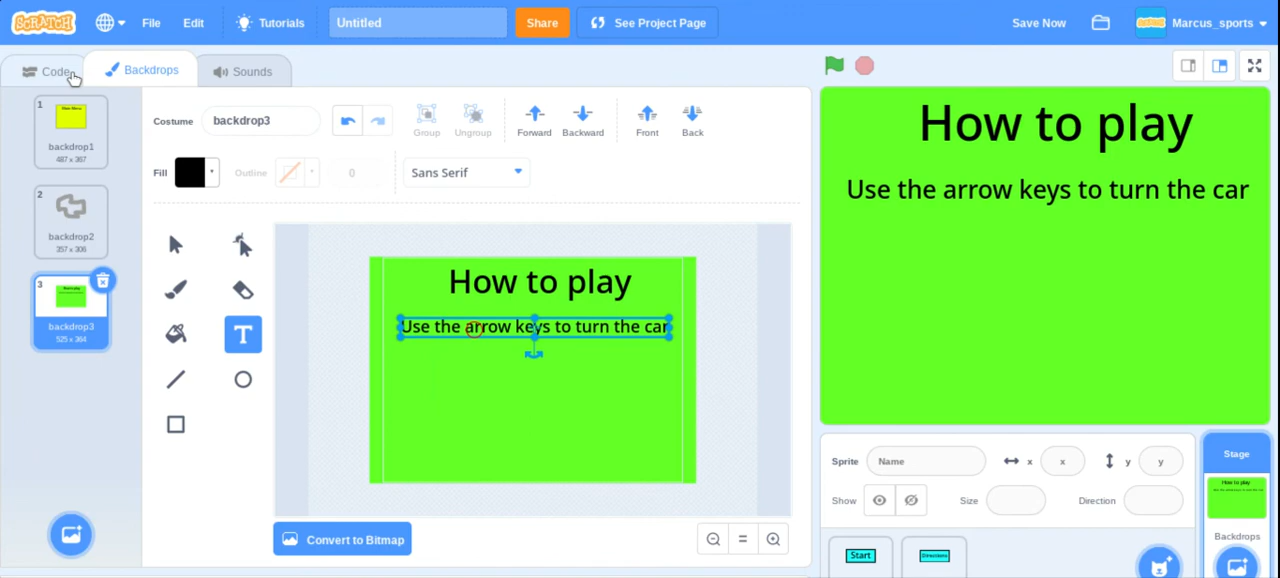 SCRATCH File Edit Tutorials Untitled Share See Project Page Save Now Marcus_sports
Code Backdrops Sounds
1
backdrop1
487 x 367
2
backdrop2
357 x 306
3
backdrop3
525 x 364
Costume backdrop3 Group Ungroup Forward Backward Front Back
Fill Outline 0 Sans Serif
How to play
Use the arrow keys to turn the car
Convert to Bitmap
How to play
Use the arrow keys to turn the car
Sprite Name x x y y
Show Size Direction
Start Directions
Stage
How to play
Backdrops